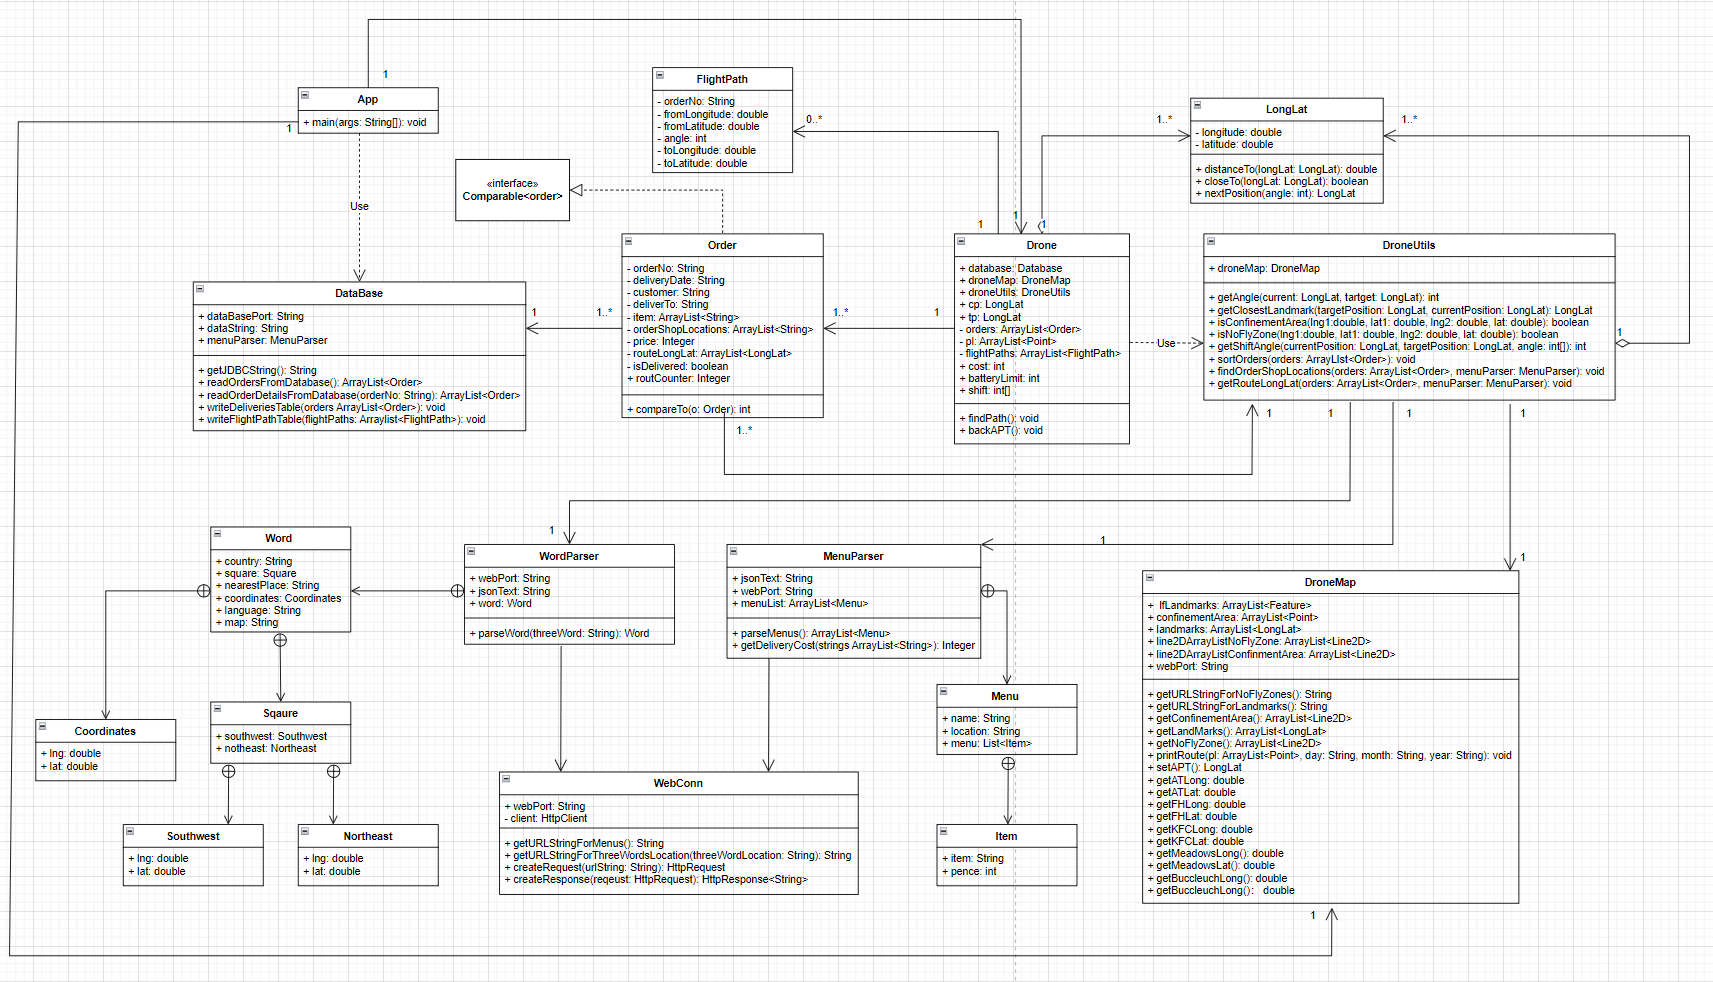 1
App
+ main(args: String[]): void
1
Use
FlightPath
- orderNo: String
- fromLongitude: double
- fromLatitude: double
- angle: int
- toLongitude: double
- toLatitude: double
0..*
«interface»
Comparable<order>
1..*
LongLat
- longitude: double
- latitude: double
+ distanceTo(longLat: LongLat): double
+ closeTo(longLat: LongLat): boolean
+ nextPosition(angle: int): LongLat
1..*
DataBase
+ dataBasePort: String
+ dataString: String
+ menuParser: MenuParser
+ getJDBCString(): String
+ readOrdersFromDatabase(): ArrayList<Order>
+ readOrderDetailsFromDatabase(orderNo: String): ArrayList<Order>
+ writeDeliveriesTable(orders ArrayList<Order>): void
+ writeFlightPathTable(flightPaths: Arraylist<FlightPath>): void
1
1..*
Order
- orderNo: String
- deliveryDate: String
- customer: String
- deliverTo: String
- item: ArrayList<String>
- orderShopLocations: ArrayList<String>
- price: Integer
- routeLongLat: ArrayList<LongLat>
- isDelivered: boolean
+ routCounter: Integer
+ compareTo(o: Order): int
1..*
1..*
1
1
1
1
Drone
+ database: Database
+ droneMap: DroneMap
+ droneUtils: DroneUtils
+ cp: LongLat
+ tp: LongLat
- orders: ArrayList<Order>
- pl: ArrayList<Point>
- flightPaths: ArrayList<FlightPath>
+ cost: int
+ batteryLimit: int
+ shift: int[]
+ findPath(): void
+ backAPT(): void
Use
DroneUtils
+ droneMap: DroneMap
+ getAngle(current: LongLat, tartget: LongLat): int
+ getClosestLandmark(targetPosition: LongLat, currentPosition: LongLat): LongLat
+ isConfinementArea(lng1:double, lat1: double, lng2: double, lat: double): boolean
+ isNoFlyZone(lng1:double, lat1: double, lng2: double, lat: double): boolean
+ getShiftAngle(currentPosition: LongLat, targetPosition: LongLat, angle: int[]): int
+ sortOrders(orders: ArrayList<Order>): void
+ findOrderShopLocations(orders: ArrayList<Order>, menuParser: MenuParser): void
+ getRouteLongLat(orders: ArrayList<Order>, menuParser: MenuParser): void
1
1
1
1
1
Word
+ country: String
+ square: Square
+ nearestPlace: String
+ coordinates: Coordinates
+ language: String
+ map: String
1
WordParser
+ webPort: String
+ jsonText: String
+ word: Word
+ parseWord(threeWord: String): Word
MenuParser
+ jsonText: String
+ webPort: String
+ menuList: ArrayList<Menu>
+ parseMenus(): ArrayList<Menu>
+ getDeliveryCost(strings ArrayList<String>): Integer
1
1
DroneMap
+ lfLandmarks: ArrayList<Feature>
+ confinementArea: ArrayList<Point>
+ landmarks: ArrayList<LongLat>
+ line2DArrayListNoFlyZone: ArrayList<Line2D>
+ line2DArrayListConfinmentArea: ArrayList<Line2D>
+ webPort: String
+ getURLStringForNoFlyZones(): String
+ getURLStringForLandmarks(): String
+ getConfinementArea(): ArrayList<Line2D>
+ getLandMarks(): ArrayList<LongLat>
+ getNoFlyZone(): ArrayList<Line2D>
+ printRoute(pl: ArrayList<Point>, day: String, month: String, year: String): void
+ setAPT(): LongLat
+ getATLong: double
+ getATLat: double
+ getFHLong: double
+ getFHLat: double
+ getKFCLong: double
+ getKFCLat: double
+ getMeadowsLong(): double
+ getMeadowsLat(): double
+ getBuccleuchLong(): double
+ getBuccleuchLong(): double
1
Coordinates
+ lng: double
+ lat: double
Sqaure
+ southwest: Southwest
+ notheast: Northeast
Southwest
+ lng: double
+ lat: double
Northeast
+ lng: double
+ lat: double
WebConn
+ webPort: String
- client: HttpClient
+ getURLStringForMenus(): String
+ getURLStringForThreeWordsLocation(threeWordLocation: String): String
+ createRequest(urlString: String): HttpRequest
+ createResponse(reqeust: HttpRequest): HttpResponse<String>
Menu
+ name: String
+ location: String
+ menu: List<Item>
Item
+ item: String
+ pence: int